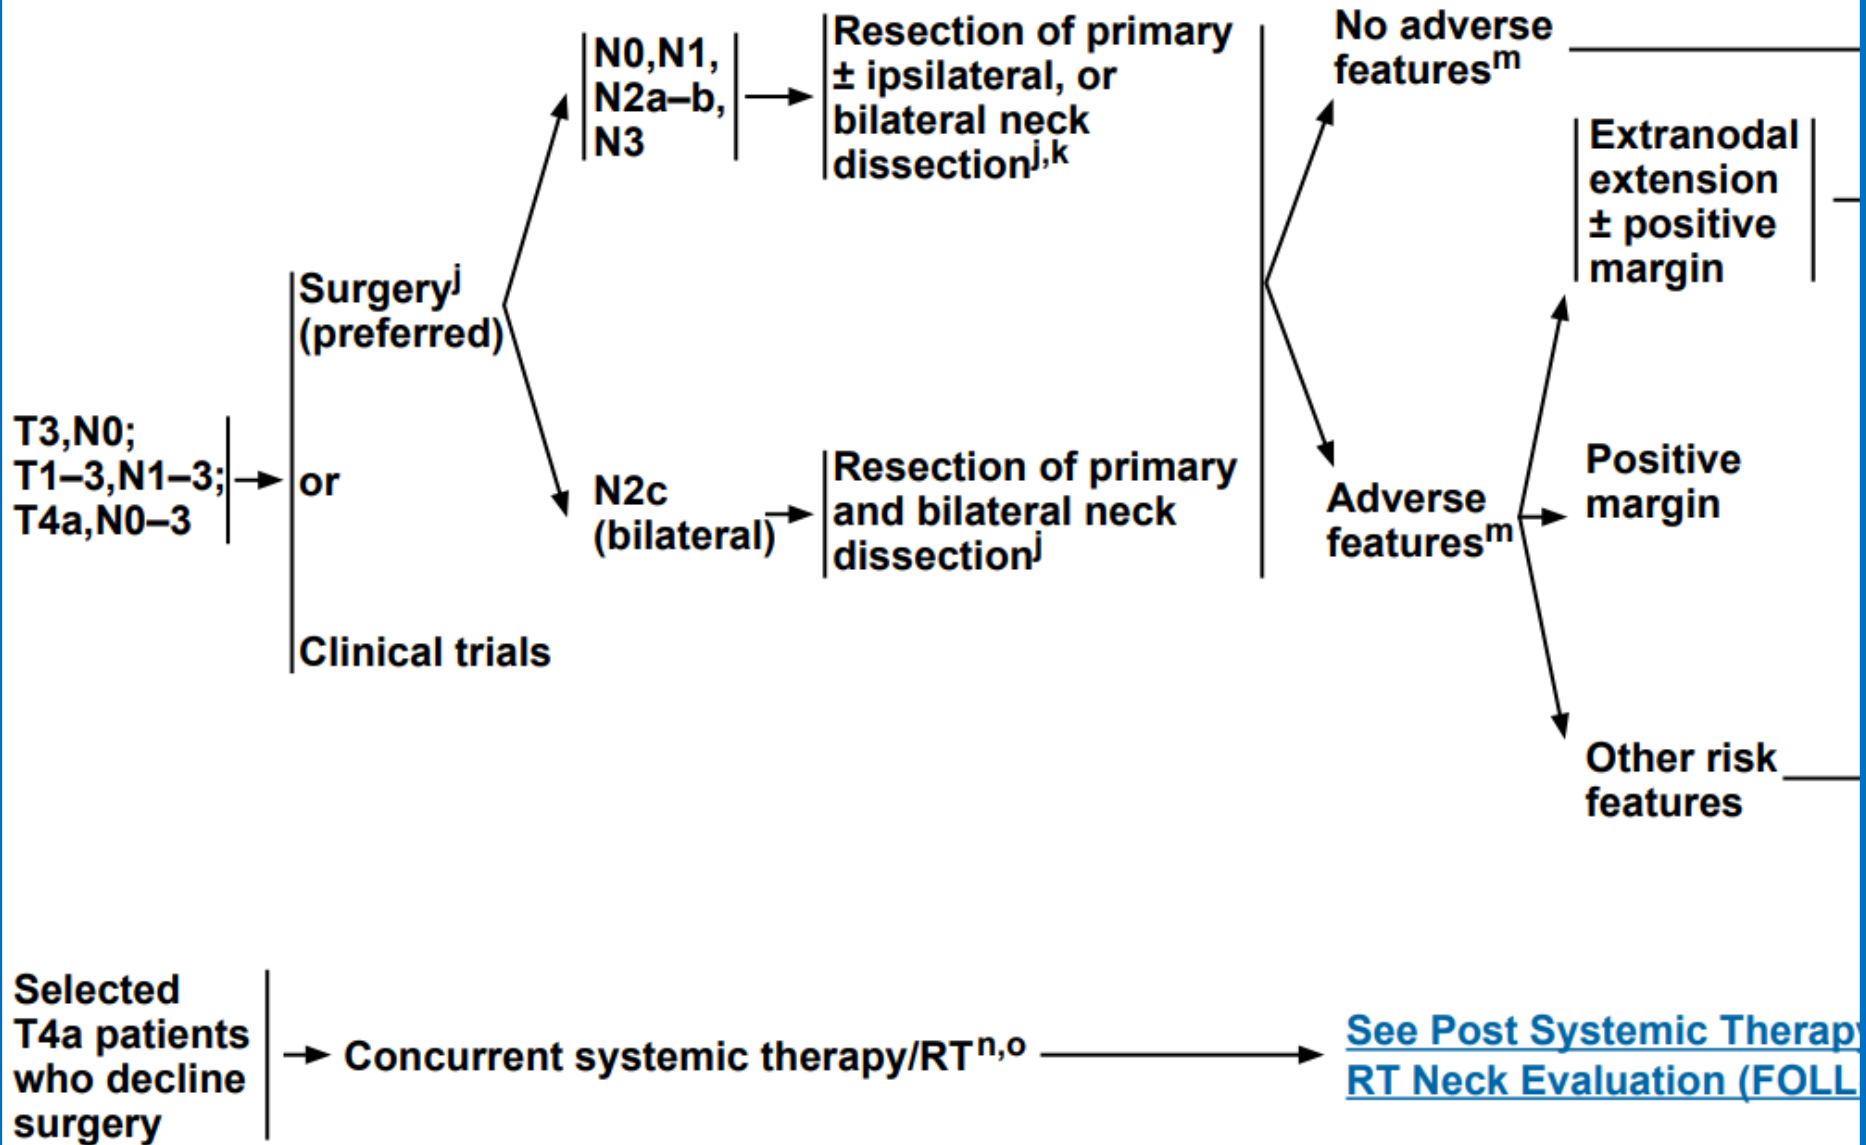 T3,N0;
T1–3,N1–3;
T4a,N0–3
Surgeryj
(preferred)
or
Clinical trials
N0,N1,
N2a–b,
N3
Resection of primary
± ipsilateral, or
bilateral neck
dissectionj,k
N2c
(bilateral)
Resection of primary
and bilateral neck
dissectionj
No adverse
featuresm
Adverse
featuresm
Extranodal
extension
± positive
margin
Positive
margin
Other risk
features
Selected
T4a patients
who decline
surgery
Concurrent systemic therapy/RTn,o
See Post Systemic Therapy
RT Neck Evaluation (FOLL